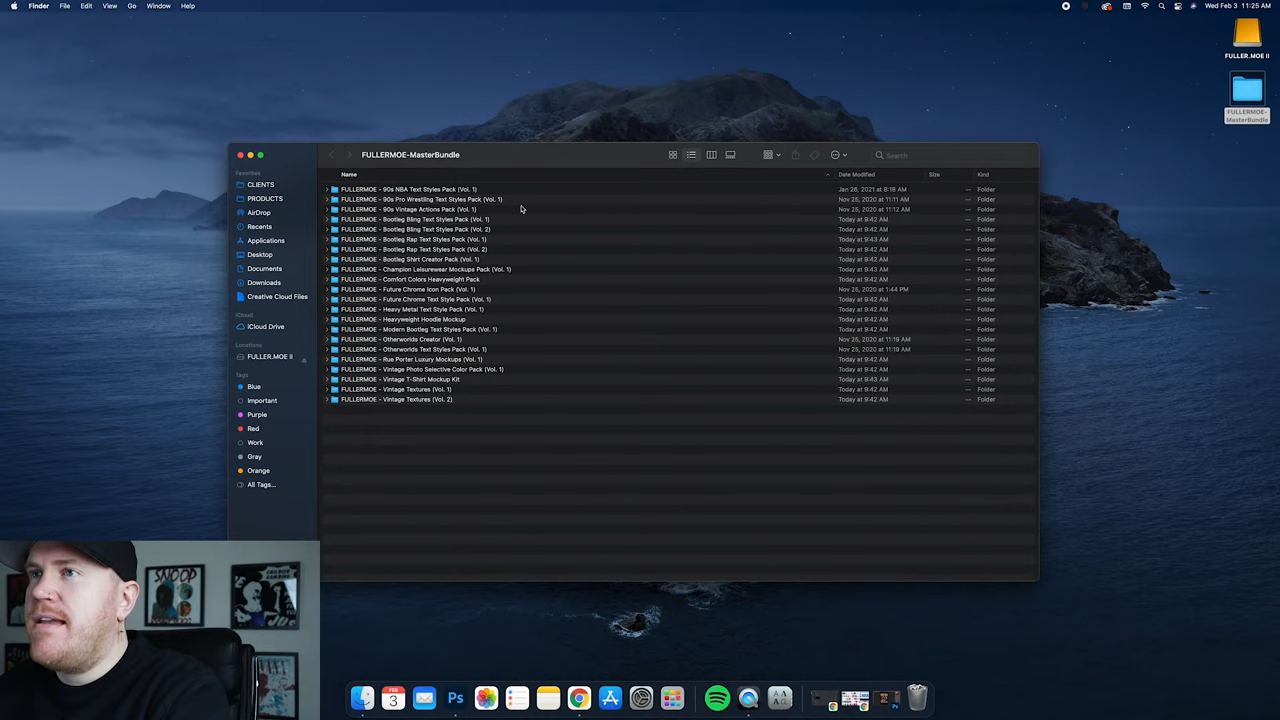 Finder File Edit View Go Window Help
Wed Feb 3 11:25 AM
FULLER.MOE II
FULLERMOE-
MasterBundle
FULLERMOE-MasterBundle
Search
Favorites
CLIENTS
PRODUCTS
AirDrop
Recents
Applications
Desktop
Documents
Downloads
Creative Cloud Files
iCloud
iCloud Drive
Locations
FULLER.MOE II
Tags
Blue
Important
Purple
Red
Work
Gray
Orange
All Tags...
Name Date Modified Size Kind
FULLERMOE - 90s NBA Text Styles Pack (Vol. 1) Jan 26, 2021 at 8:18 AM -- Folder
FULLERMOE - 90s Pro Wrestling Text Styles Pack (Vol. 1) Nov 25, 2020 at 11:11 AM -- Folder
FULLERMOE - 90s Vintage Actions Pack (Vol. 1) Nov 25, 2020 at 11:12 AM -- Folder
FULLERMOE - Bootleg Bling Text Styles Pack (Vol. 1) Today at 9:42 AM -- Folder
FULLERMOE - Bootleg Bling Text Styles Pack (Vol. 2) Today at 9:42 AM -- Folder
FULLERMOE - Bootleg Rap Text Styles Pack (Vol. 1) Today at 9:43 AM -- Folder
FULLERMOE - Bootleg Rap Text Styles Pack (Vol. 2) Today at 9:42 AM -- Folder
FULLERMOE - Bootleg Shirt Creator Pack (Vol. 1) Today at 9:42 AM -- Folder
FULLERMOE - Champion Leisurewear Mockups Pack (Vol. 1) Today at 9:43 AM -- Folder
FULLERMOE - Comfort Colors Heavyweight Pack Today at 9:42 AM -- Folder
FULLERMOE - Future Chrome Icon Pack (Vol. 1) Nov 25, 2020 at 1:44 PM -- Folder
FULLERMOE - Future Chrome Text Style Pack (Vol. 1) Today at 9:42 AM -- Folder
FULLERMOE - Heavy Metal Text Style Pack (Vol. 1) Today at 9:42 AM -- Folder
FULLERMOE - Heavyweight Hoodie Mockup Today at 9:42 AM -- Folder
FULLERMOE - Modern Bootleg Text Styles Pack (Vol. 1) Today at 9:42 AM -- Folder
FULLERMOE - Otherworlds Creator (Vol. 1) Nov 25, 2020 at 11:19 AM -- Folder
FULLERMOE - Otherworlds Text Styles Pack (Vol. 1) Nov 25, 2020 at 11:19 AM -- Folder
FULLERMOE - Rue Porter Luxury Mockups (Vol. 1) Today at 9:42 AM -- Folder
FULLERMOE - Vintage Photo Selective Color Pack (Vol. 1) Today at 9:42 AM -- Folder
FULLERMOE - Vintage T-Shirt Mockup Kit Today at 9:43 AM -- Folder
FULLERMOE - Vintage Textures (Vol. 1) Today at 9:42 AM -- Folder
FULLERMOE - Vintage Textures (Vol. 2) Today at 9:42 AM -- Folder
SNOOP
FEB
3
Ps